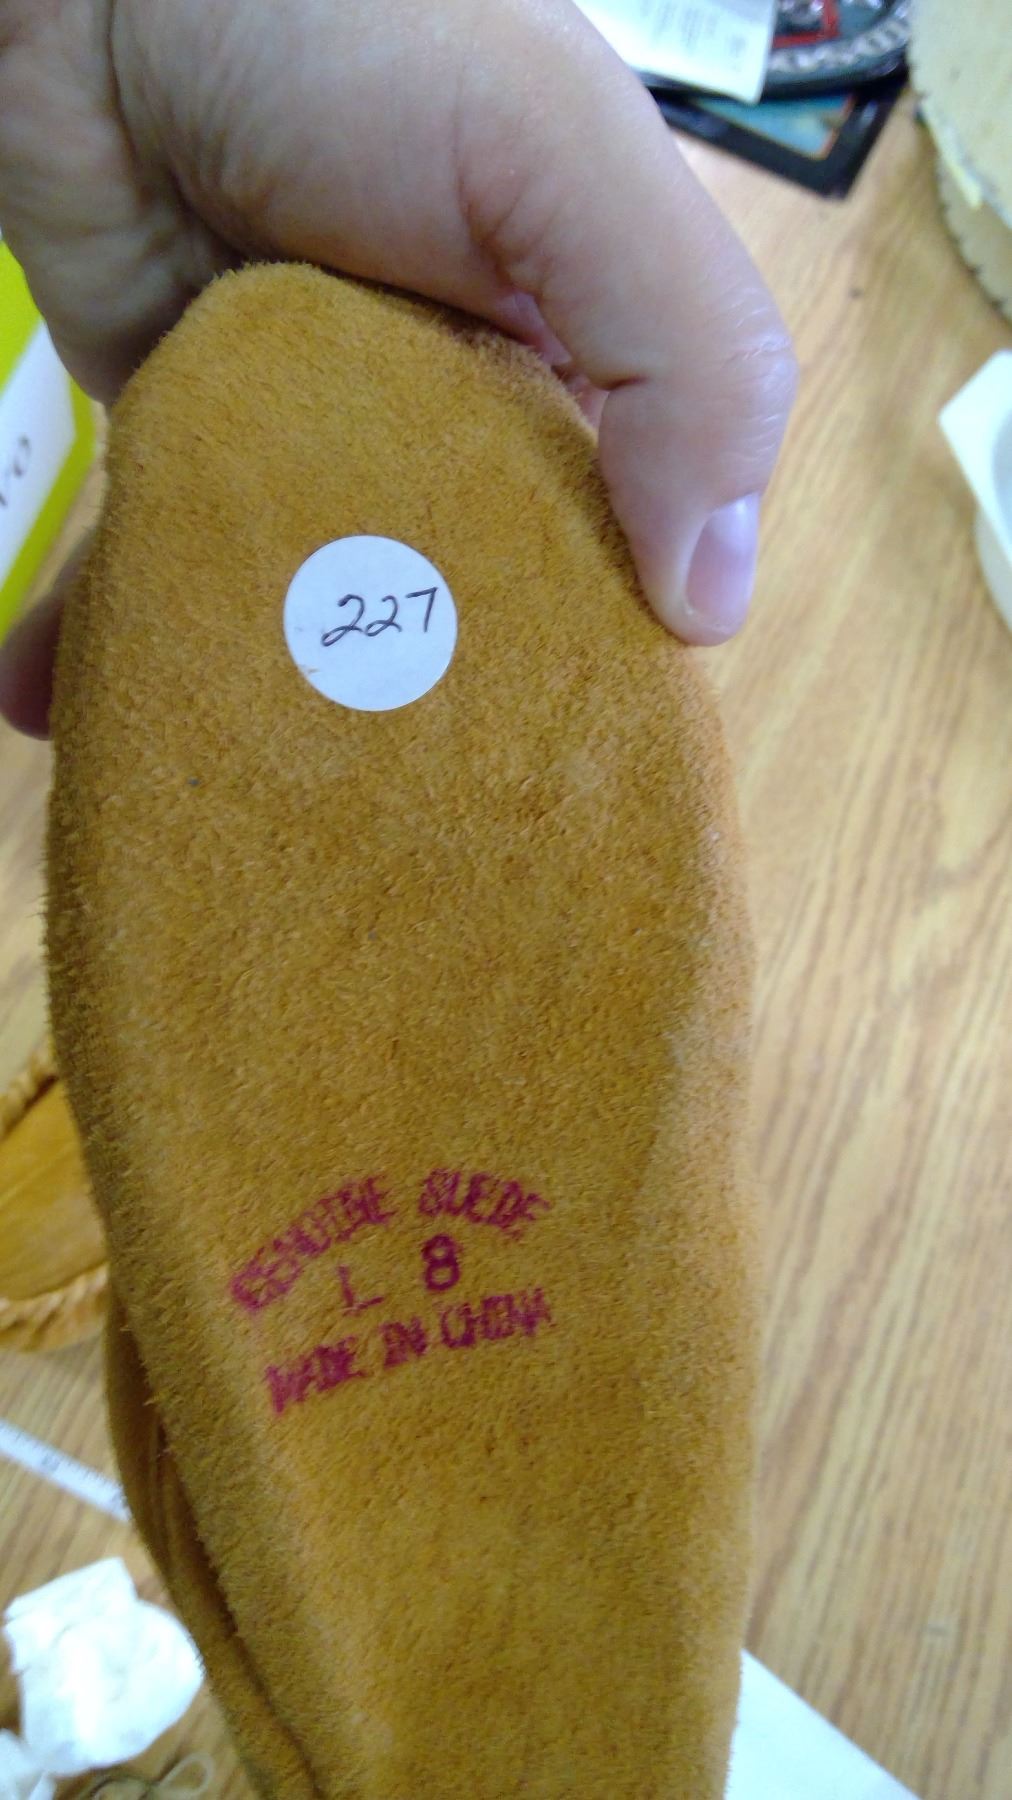 227
GENUINE SUEDE
L 8
MADE IN CHINA